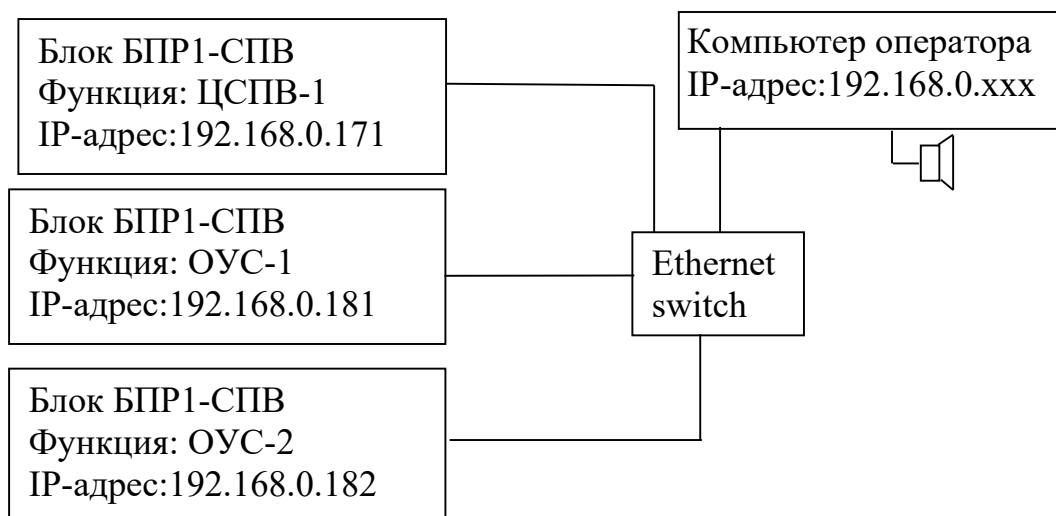 Блок БПР1-СПВ
Функция: ЦСПВ-1
IP-адрес:192.168.0.171
Компьютер оператора
IP-адрес:192.168.0.xxx
Блок БПР1-СПВ
Функция: ОУС-1
IP-адрес:192.168.0.181
Ethernet
switch
Блок БПР1-СПВ
Функция: ОУС-2
IP-адрес:192.168.0.182